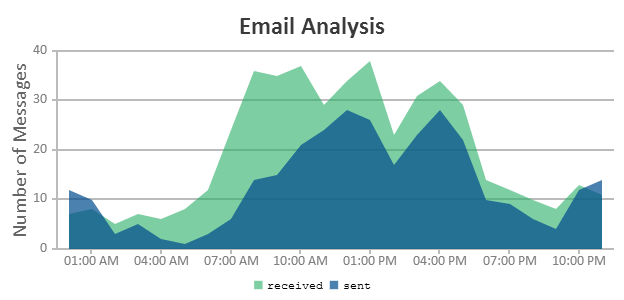 Email Analysis
Number of Messages
40
30
20
10
0
01:00 AM 04:00 AM 07:00 AM 10:00 AM 01:00 PM 04:00 PM 07:00 PM 10:00 PM
received sent